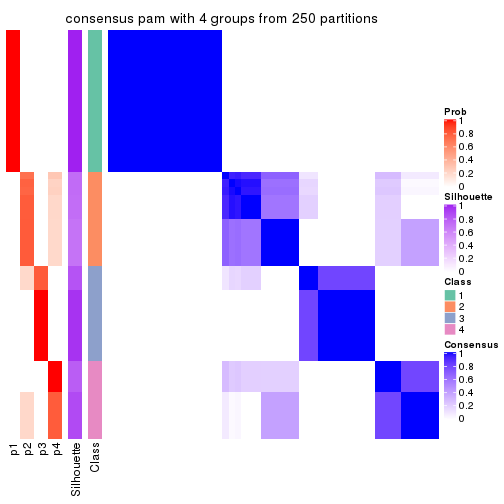 consensus pam with 4 groups from 250 partitions
Prob
1
0.8
0.6
0.4
0.2
0
Silhouette
1
0.8
0.6
0.4
0.2
0
Class
1
2
3
4
Consensus
1
0.8
0.6
0.4
0.2
0
p1
p2
p3
p4
Silhouette
Class